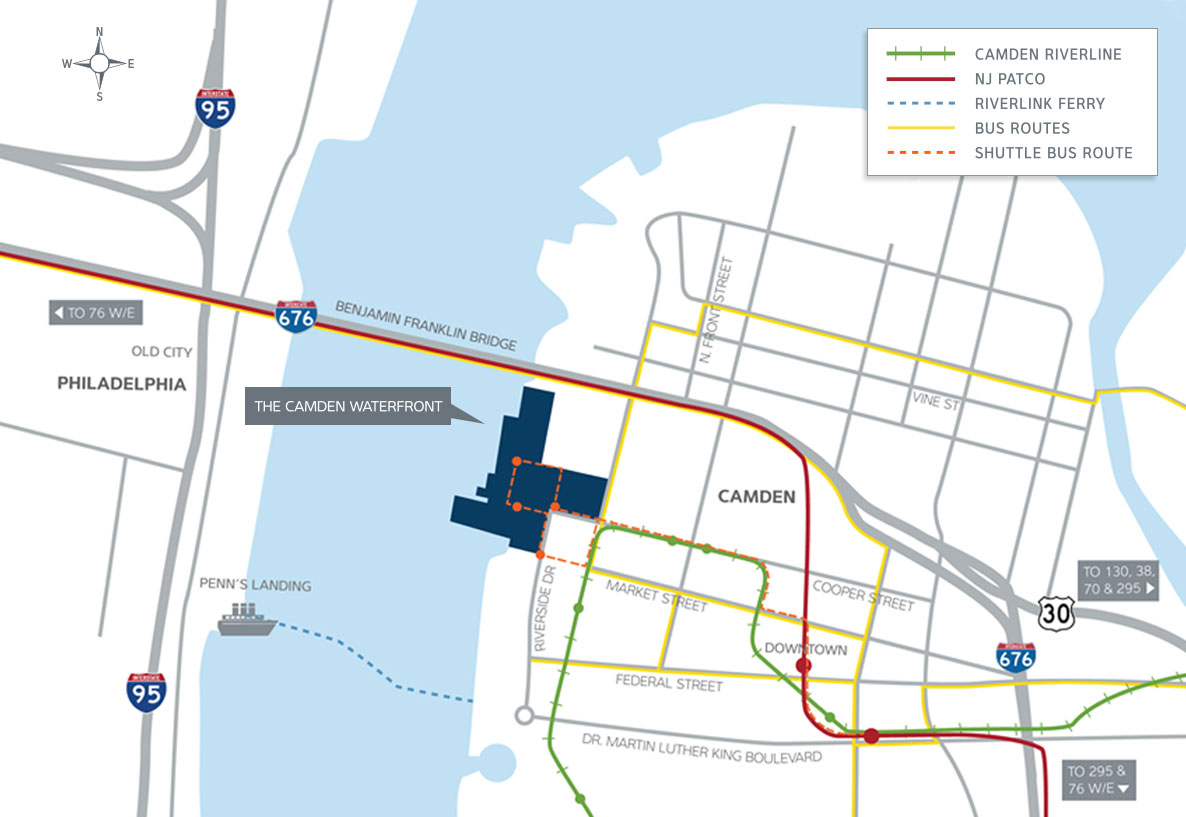 N
W E
S
INTERSTATE
95
CAMDEN RIVERLINE
NJ PATCO
RIVERLINK FERRY
BUS ROUTES
SHUTTLE BUS ROUTE
TO 76 W/E
676
BENJAMIN FRANKLIN BRIDGE
N. FRONT STREET
OLD CITY
PHILADELPHIA
THE CAMDEN WATERFRONT
VINE ST
CAMDEN
PENN'S LANDING
RIVERSIDE DR
MARKET STREET
COOPER STREET
TO 130, 38,
70 & 295
30
DOWNTOWN
676
FEDERAL STREET
INTERSTATE
95
DR. MARTIN LUTHER KING BOULEVARD
TO 295 &
76 W/E